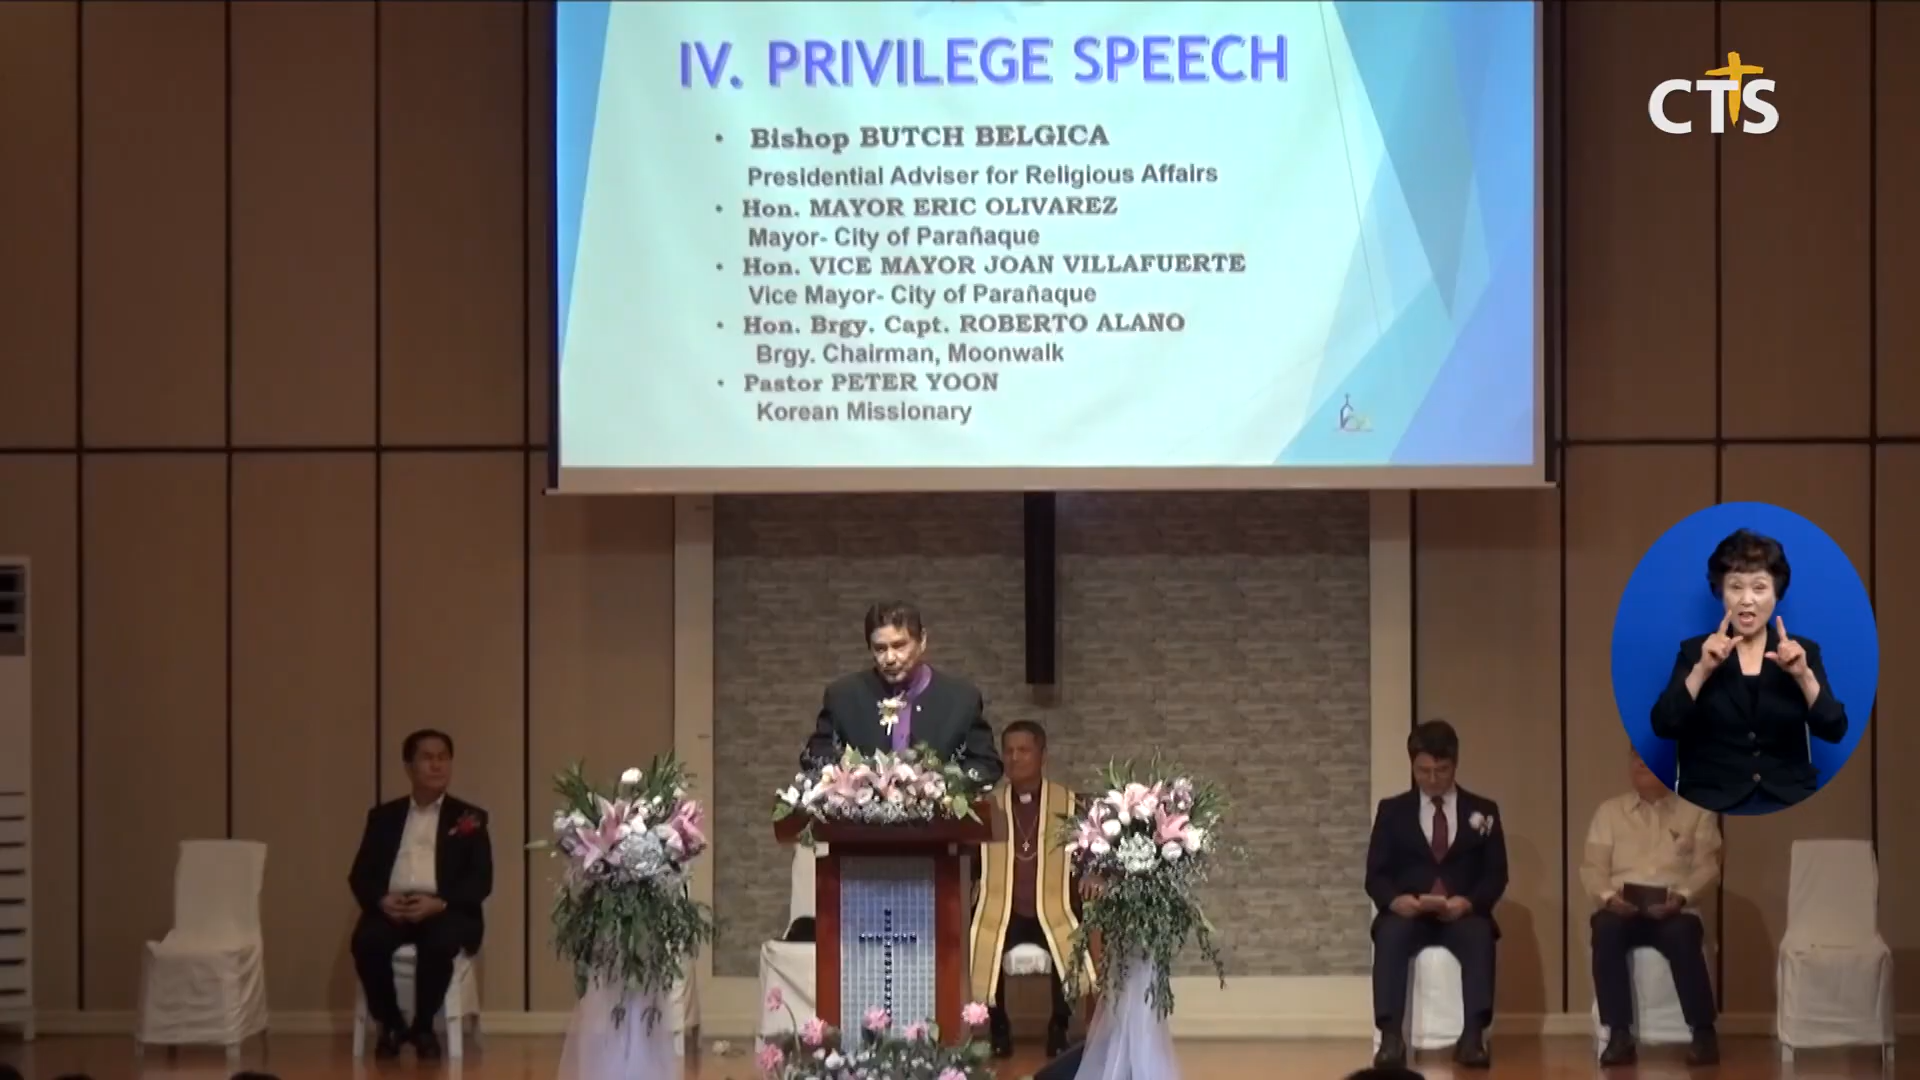 IV. PRIVILEGE SPEECH
CTS
• Bishop BUTCH BELGICA
Presidential Adviser for Religious Affairs
• Hon. MAYOR ERIC OLIVAREZ
Mayor- City of Parañaque
• Hon. VICE MAYOR JOAN VILLAFUERTE
Vice Mayor- City of Parañaque
• Hon. Brgy. Capt. ROBERTO ALANO
Brgy. Chairman, Moonwalk
• Pastor PETER YOON
Korean Missionary